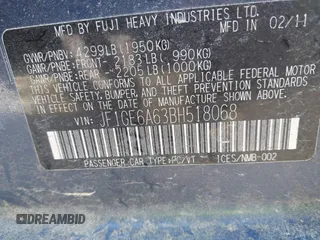 MFD BY FUJI HEAVY INDUSTRIES LTD. 02/11
GVWR/PNBV: 4299LB(1950KG)
GAWR/PNBE-FRONT- 2183LB( 990KG)
GAWR/PNBE-REAR - 2205LB(1000KG)
THIS VEHICLE CONFORMS TO ALL APPLICABLE FEDERAL MOTOR
VEHICLE SAFETY, BUMPER, AND THEFT PREVENTION STANDARDS
IN EFFECT ON THE DATE OF MANUFACTURE SHOWN ABOVE.
JF1GE6A63BH518068
PASSENGER CAR TYPE:PC/VT - ICES/NMB-002
DREAMBID